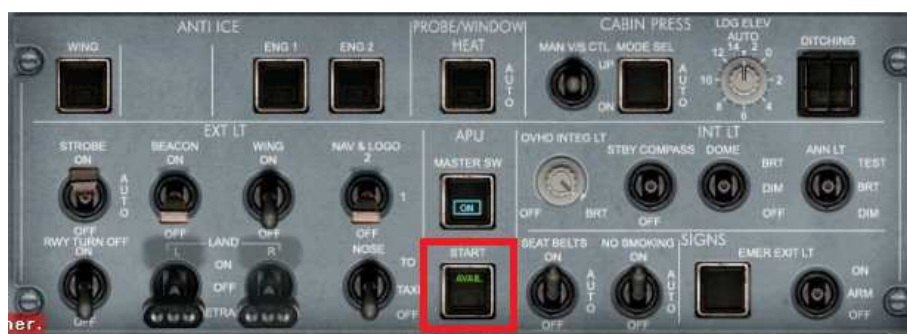 ANTI ICE
PROBE/WINDOW
HEAT
CABIN PRESS
LDG ELEV
AUTO
WING
ENG 1
ENG 2
AUTO
MAN V/S CTL
UP
ON
MODE SEL
AUTO
12 14 2 0
10 2
8 6 4
DITCHING
EXT LT
STROBE
ON
AUTO
OFF
BEACON
ON
OFF
WING
ON
OFF
NAV & LOGO
2
1
OFF
APU
MASTER SW
ON
INT LT
OVHD INTEG LT
OFF
BRT
STBY COMPASS
OFF
DOME
BRT
DIM
OFF
ANN LT
TEST
BRT
DIM
RWY TURN OFF
ON
OFF
LAND
L
R
ON
OFF
RETRACT
NOSE
TO
TAXI
OFF
START
AVAIL
SIGNS
SEAT BELTS
ON
AUTO
OFF
NO SMOKING
ON
AUTO
OFF
EMER EXIT LT
ON
ARM
OFF
ner.